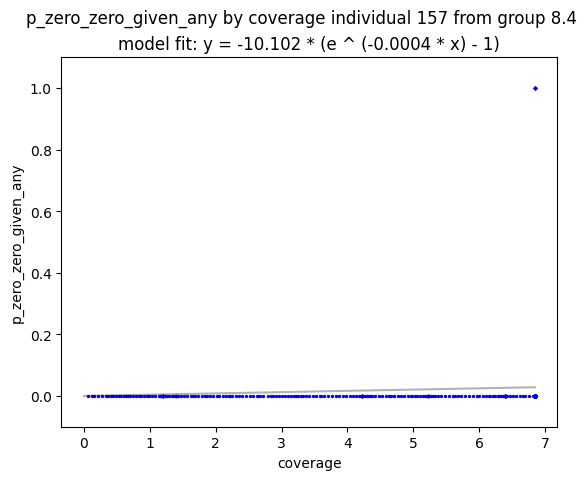 p_zero_zero_given_any by coverage individual 157 from group 8.4
model fit: y = -10.102 * (e ^ (-0.0004 * x) - 1)
1.0
0.8
0.6
0.4
0.2
0.0
p_zero_zero_given_any
0 1 2 3 4 5 6 7
coverage